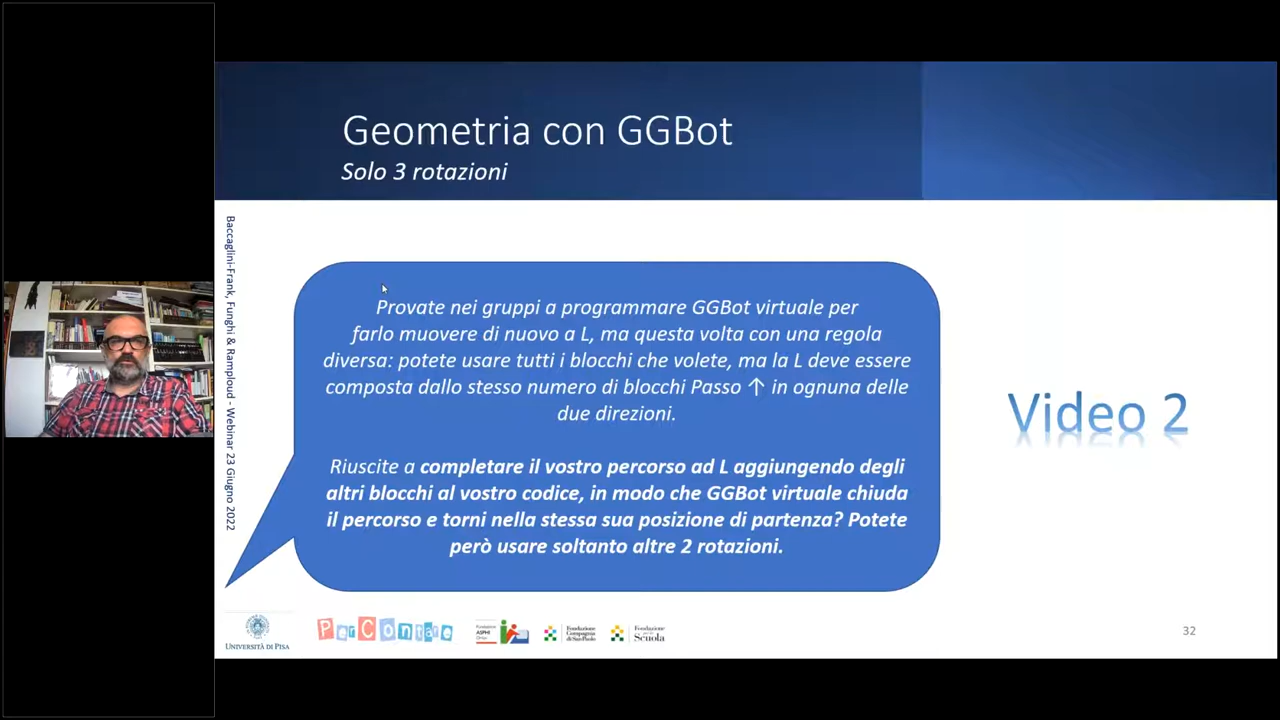 Geometria con GGBot
Solo 3 rotazioni
Baccaglini-Frank, Funghi & Ramploud - Webinar 23 Giugno 2022
Provate nei gruppi a programmare GGBot virtuale per
farlo muovere di nuovo a L, ma questa volta con una regola
diversa: potete usare tutti i blocchi che volete, ma la L deve essere
composta dallo stesso numero di blocchi Passo ↑ in ognuna delle
due direzioni.
Riuscite a completare il vostro percorso ad L aggiungendo degli
altri blocchi al vostro codice, in modo che GGBot virtuale chiuda
il percorso e torni nella stessa sua posizione di partenza? Potete
però usare soltanto altre 2 rotazioni.
Video 2
UNIVERSITÀ DI PISA
PerContare
Fondazione
ASPHI
Onlus
Fondazione
Compagnia
di San Paolo
Fondazione
per la
Scuola
32